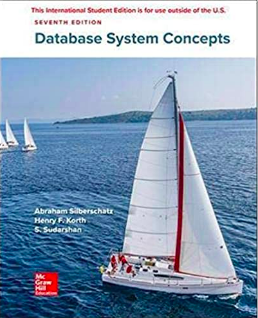 This International Student Edition is for use outside of the U.S.
SEVENTH EDITION
Database System Concepts
Abraham Silberschatz
Henry F. Korth
S. Sudarshan
Mc
Graw
Hill
Education